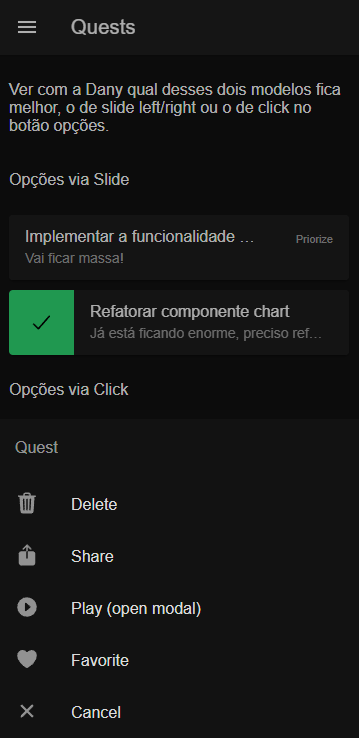 Quests
Ver com a Dany qual desses dois modelos fica
melhor, o de slide left/right ou o de click no
botão opções.
Opções via Slide
Implementar a funcionalidade ...
Priorize
Vai ficar massa!
Refatorar componente chart
Já está ficando enorme, preciso ref...
Opções via Click
Quest
Delete
Share
Play (open modal)
Favorite
Cancel